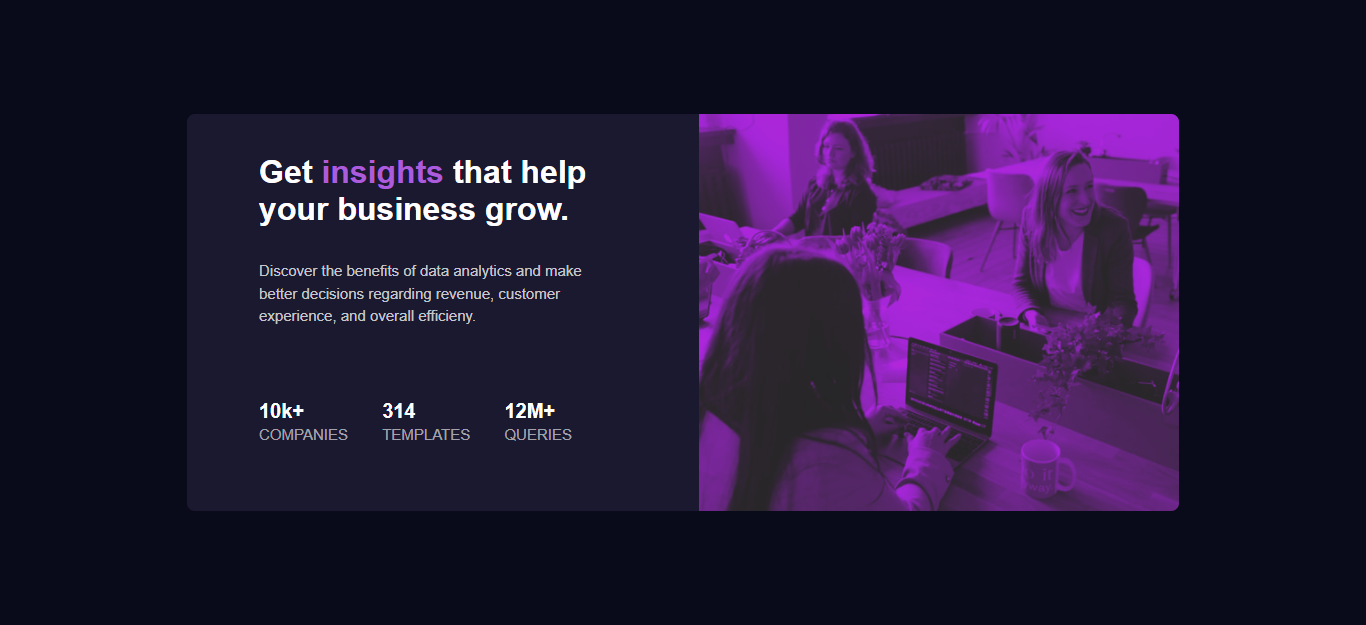 Get insights that help
your business grow.
Discover the benefits of data analytics and make
better decisions regarding revenue, customer
experience, and overall efficieny.
10k+ 314 12M+
COMPANIES TEMPLATES QUERIES